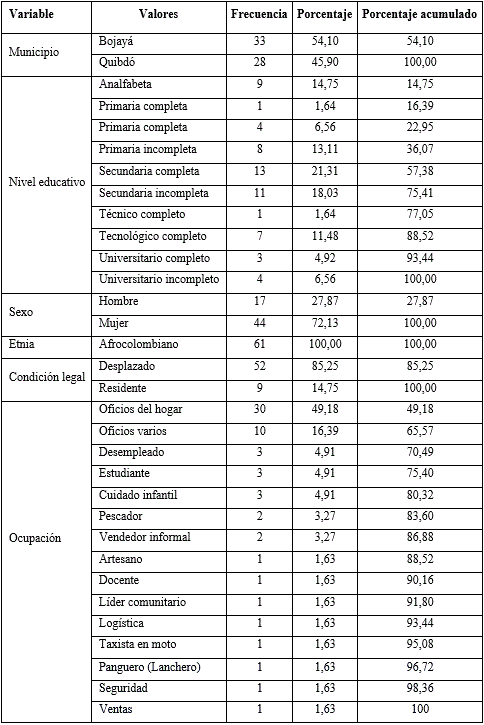 Variable Valores Frecuencia Porcentaje Porcentaje acumulado
Municipio
Bojayá 33 54,10 54,10
Quibdó 28 45,90 100,00
Nivel educativo
Analfabeta 9 14,75 14,75
Primaria completa 1 1,64 16,39
Primaria completa 4 6,56 22,95
Primaria incompleta 8 13,11 36,07
Secundaria completa 13 21,31 57,38
Secundaria incompleta 11 18,03 75,41
Técnico completo 1 1,64 77,05
Tecnológico completo 7 11,48 88,52
Universitario completo 3 4,92 93,44
Universitario incompleto 4 6,56 100,00
Sexo
Hombre 17 27,87 27,87
Mujer 44 72,13 100,00
Etnia Afrocolombiano 61 100,00 100,00
Condición legal
Desplazado 52 85,25 85,25
Residente 9 14,75 100,00
Ocupación
Oficios del hogar 30 49,18 49,18
Oficios varios 10 16,39 65,57
Desempleado 3 4,91 70,49
Estudiante 3 4,91 75,40
Cuidado infantil 3 4,91 80,32
Pescador 2 3,27 83,60
Vendedor informal 2 3,27 86,88
Artesano 1 1,63 88,52
Docente 1 1,63 90,16
Líder comunitario 1 1,63 91,80
Logística 1 1,63 93,44
Taxista en moto 1 1,63 95,08
Panguero (Lanchero) 1 1,63 96,72
Seguridad 1 1,63 98,36
Ventas 1 1,63 100